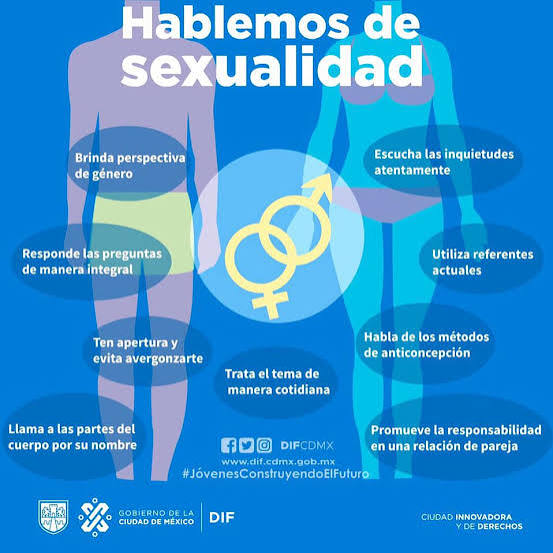 Hablemos de
sexualidad
Brinda perspectiva
de género
Escucha las inquietudes
atentamente
Responde las preguntas
de manera integral
Utiliza referentes
actuales
Ten apertura y
evita avergonzarte
Habla de los métodos
de anticoncepción
Trata el tema de
manera cotidiana
Llama a las partes del
cuerpo por su nombre
Promueve la responsabilidad
en una relación de pareja
DIFCDMX
www.dif.cdmx.gob.mx
#JóvenesConstruyendoElFuturo
GOBIERNO DE LA
CIUDAD DE MÉXICO
DIF
CIUDAD INNOVADORA
Y DE DERECHOS